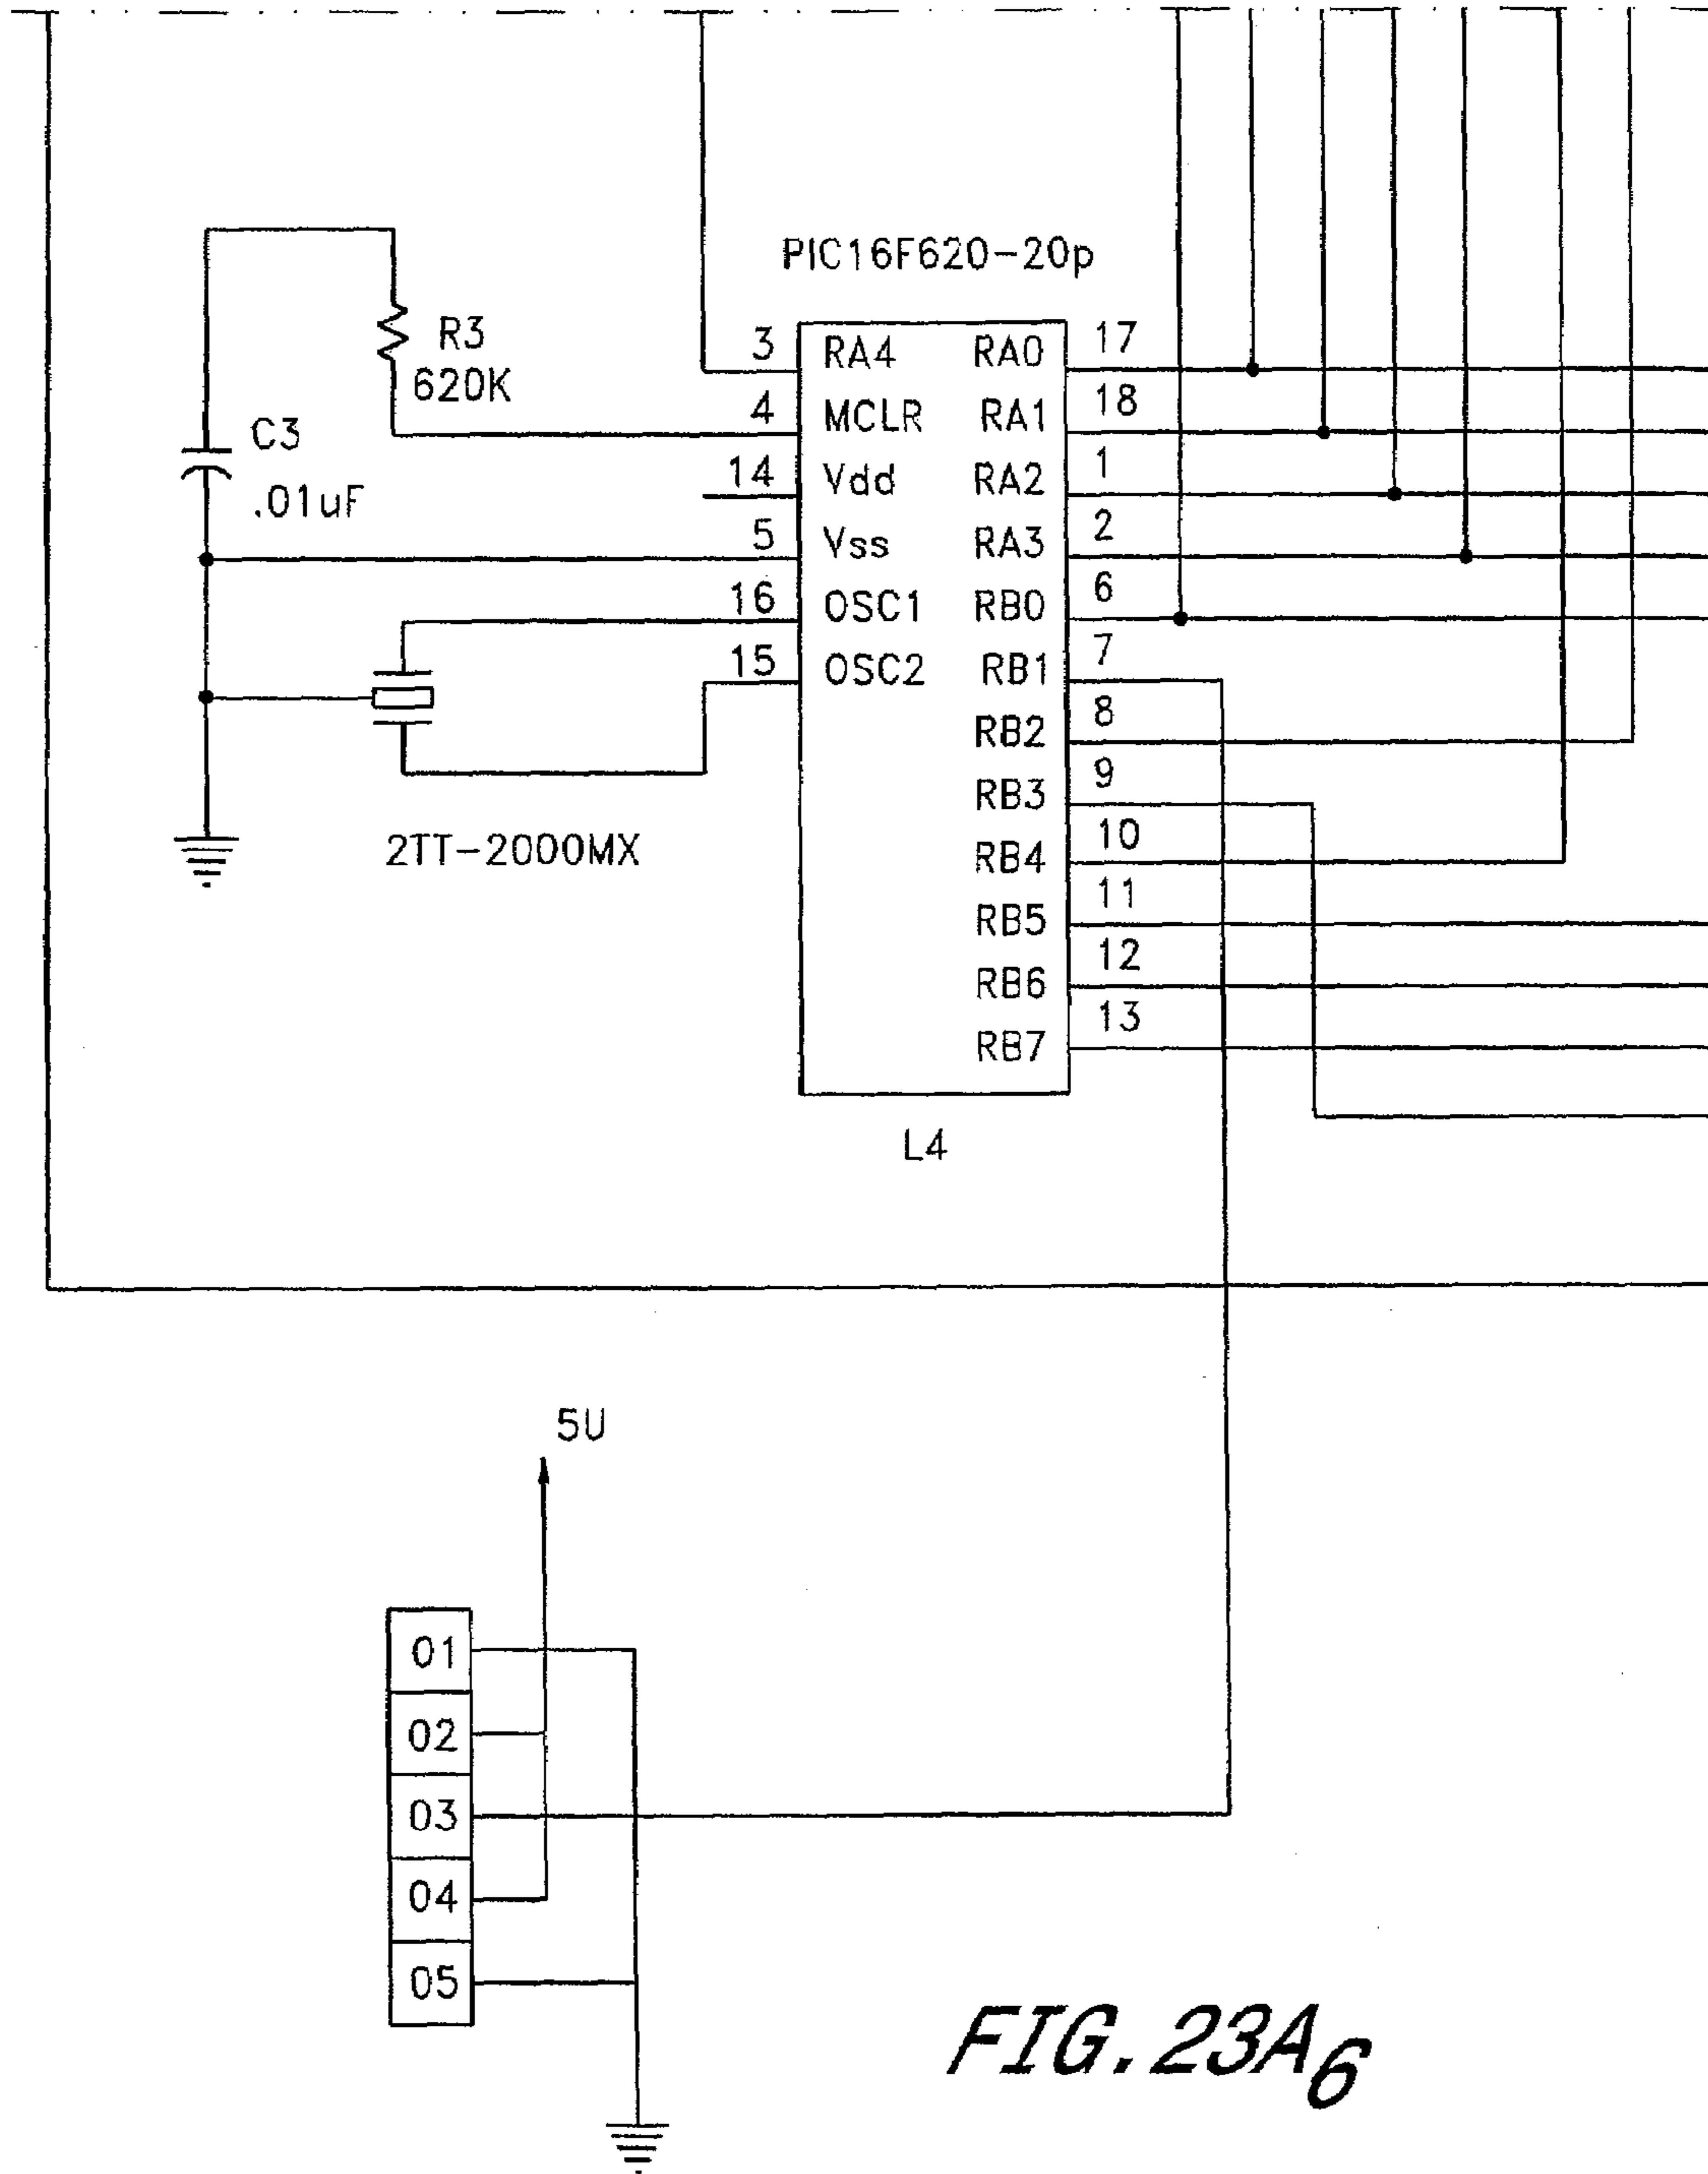 PIC16F620-20p
R3
620K
C3
.01uF
3 RA4 RA0 17
4 MCLR RA1 18
14 Vdd RA2 1
5 Vss RA3 2
16 OSC1 RB0 6
15 OSC2 RB1 7
RB2 8
RB3 9
RB4 10
RB5 11
RB6 12
RB7 13
2TT-2000MX
L4
5U
01
02
03
04
05
FIG. 23A6